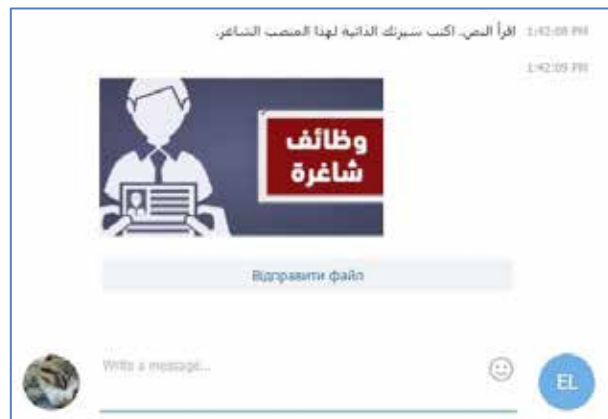 اقرأ النص. اكتب سيرتك الذاتية لهذا المنصب الشاغر. 1:42:08 PM
1:42:09 PM
وظائف
شاغرة
Відправити файл
Write a message...
EL